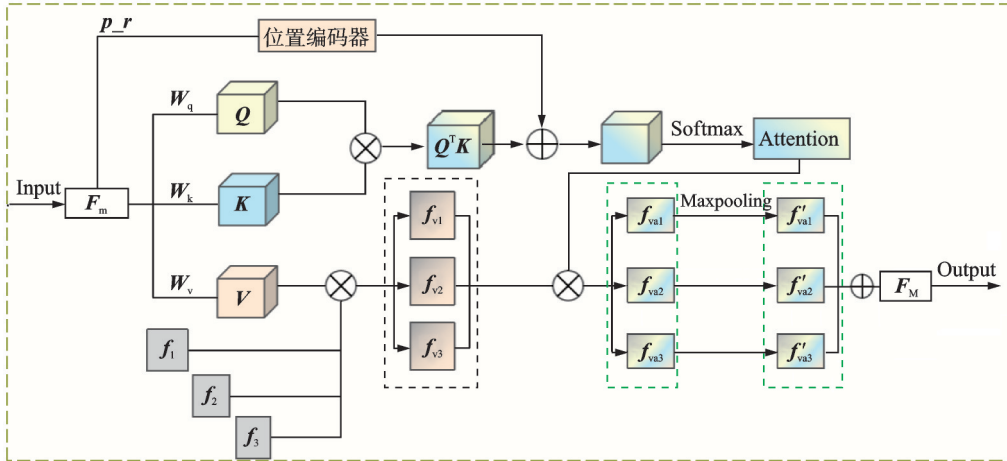 p_r
位置编码器
W_q
Q
Q^T K
Softmax
Attention
Input
F_m
W_k
K
f_v1
f_va1
Maxpooling
f'_va1
W_v
V
f_v2
f_va2
f'_va2
F_M
Output
f_1
f_v3
f_va3
f'_va3
f_2
f_3